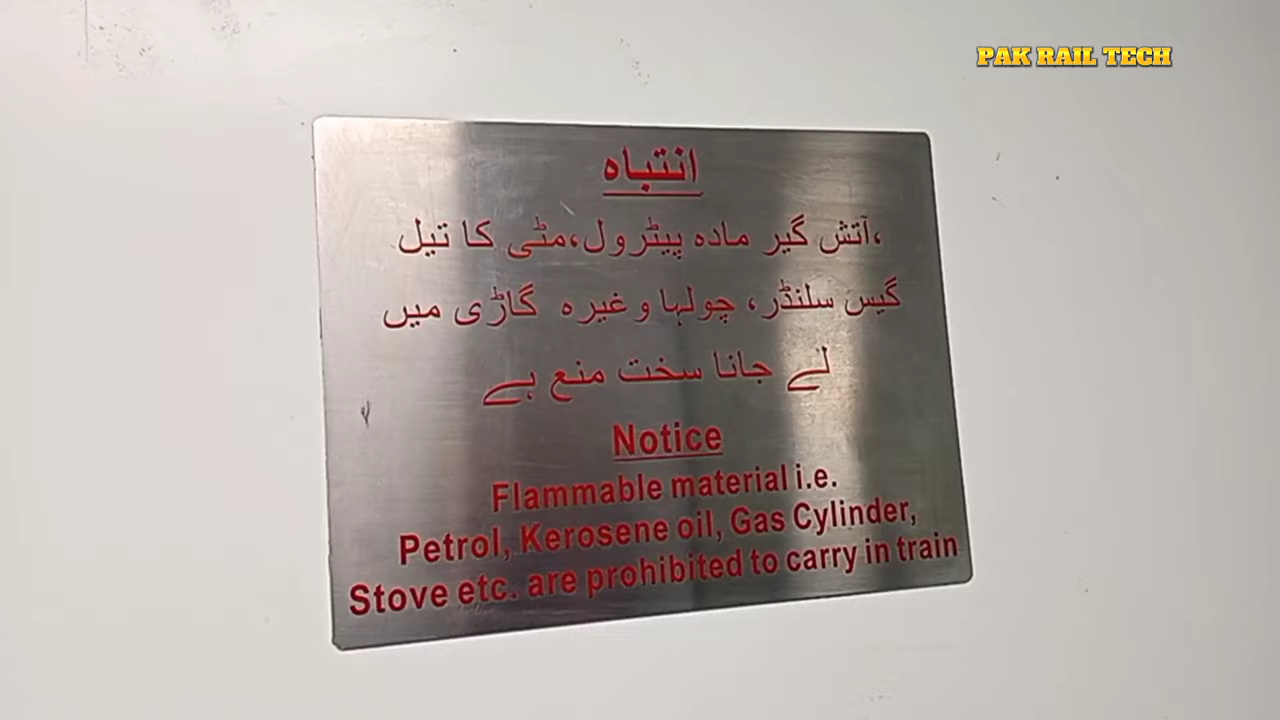 PAK RAIL TECH
انتباہ
آتش گیر مادہ پیٹرول،مٹی کا تیل،
گیس سلنڈر، چولہا وغیرہ گاڑی میں
لے جانا سخت منع ہے
Notice
Flammable material i.e.
Petrol, Kerosene oil, Gas Cylinder,
Stove etc. are prohibited to carry in train